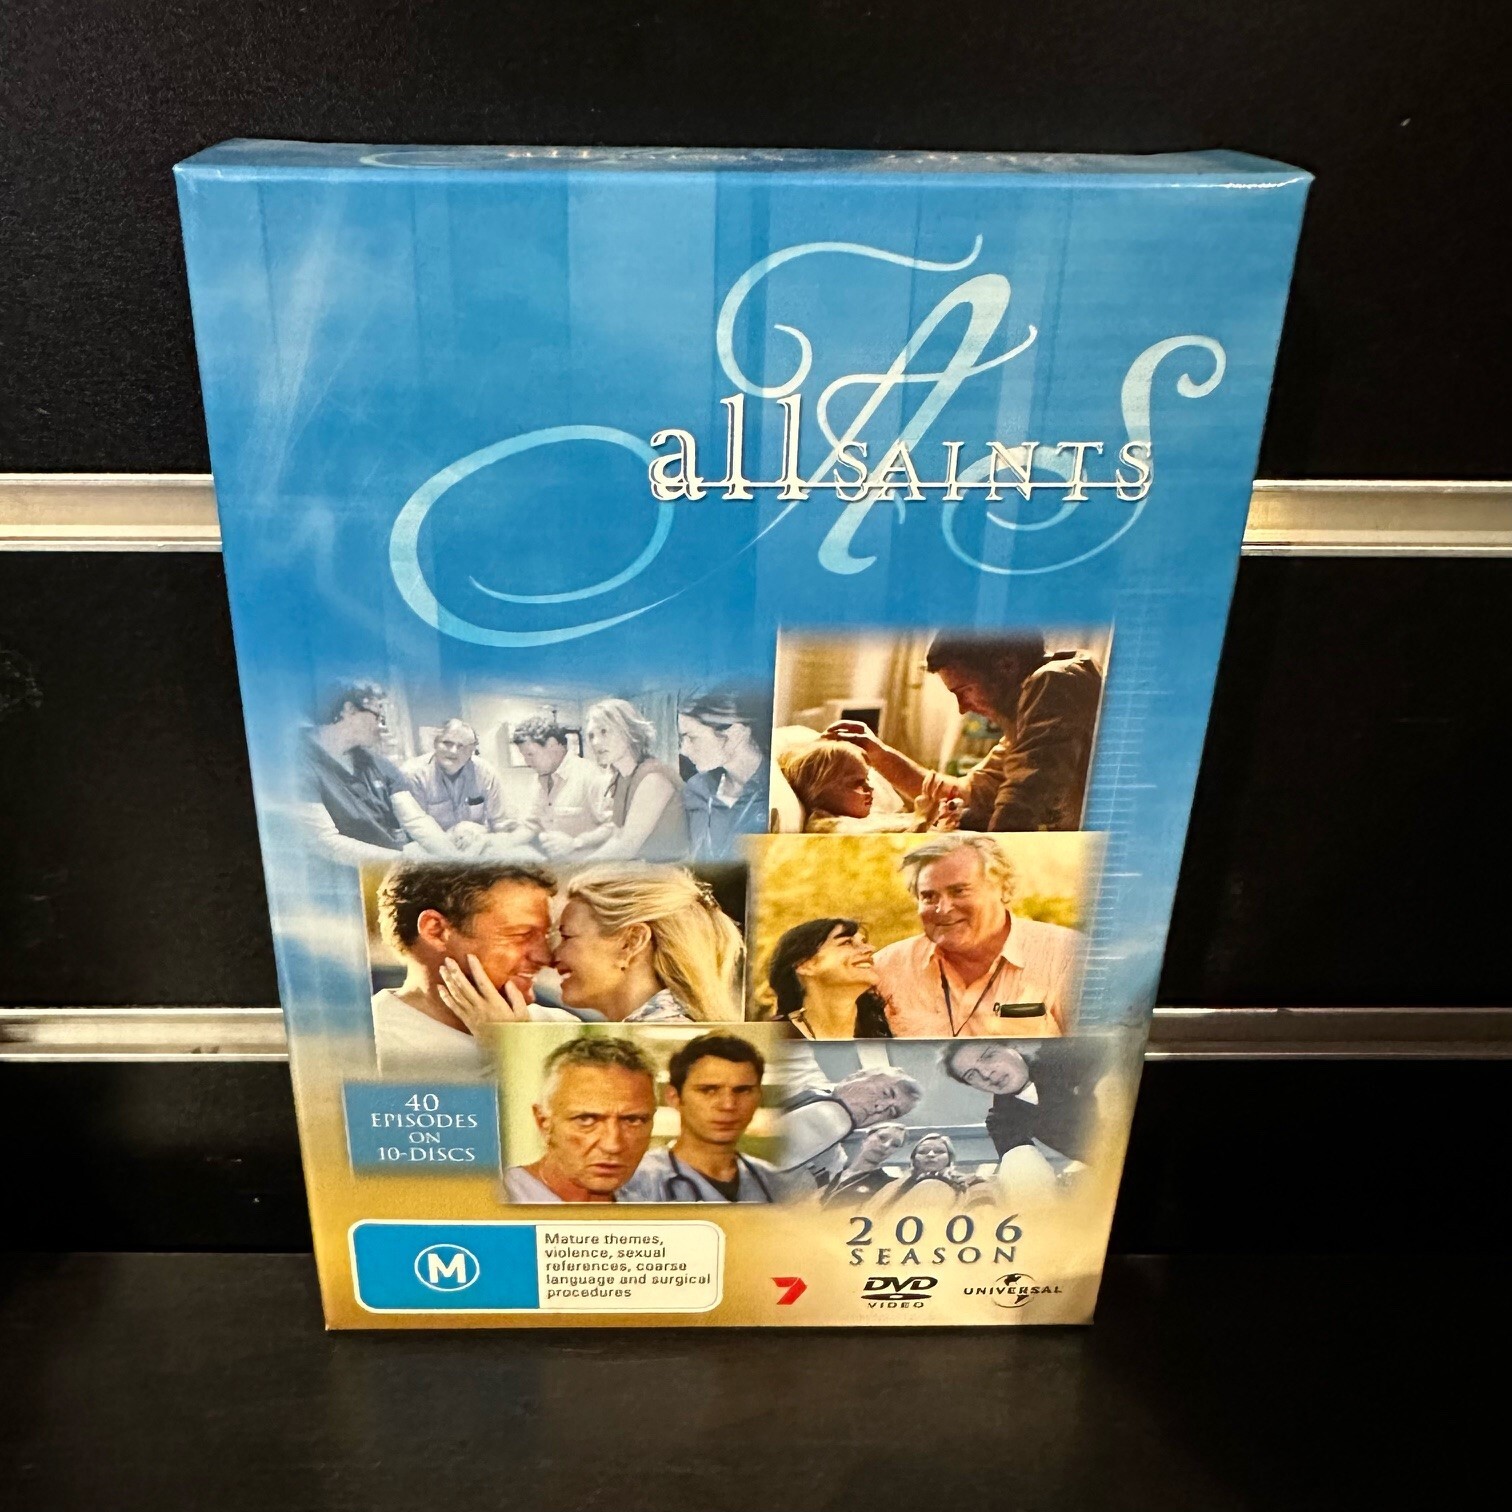 AS
all SAINTS
40
EPISODES
ON
10-DISCS
M
Mature themes,
violence, sexual
references, coarse
language and surgical
procedures
2006
SEASON
7
DVD
VIDEO
UNIVERSAL